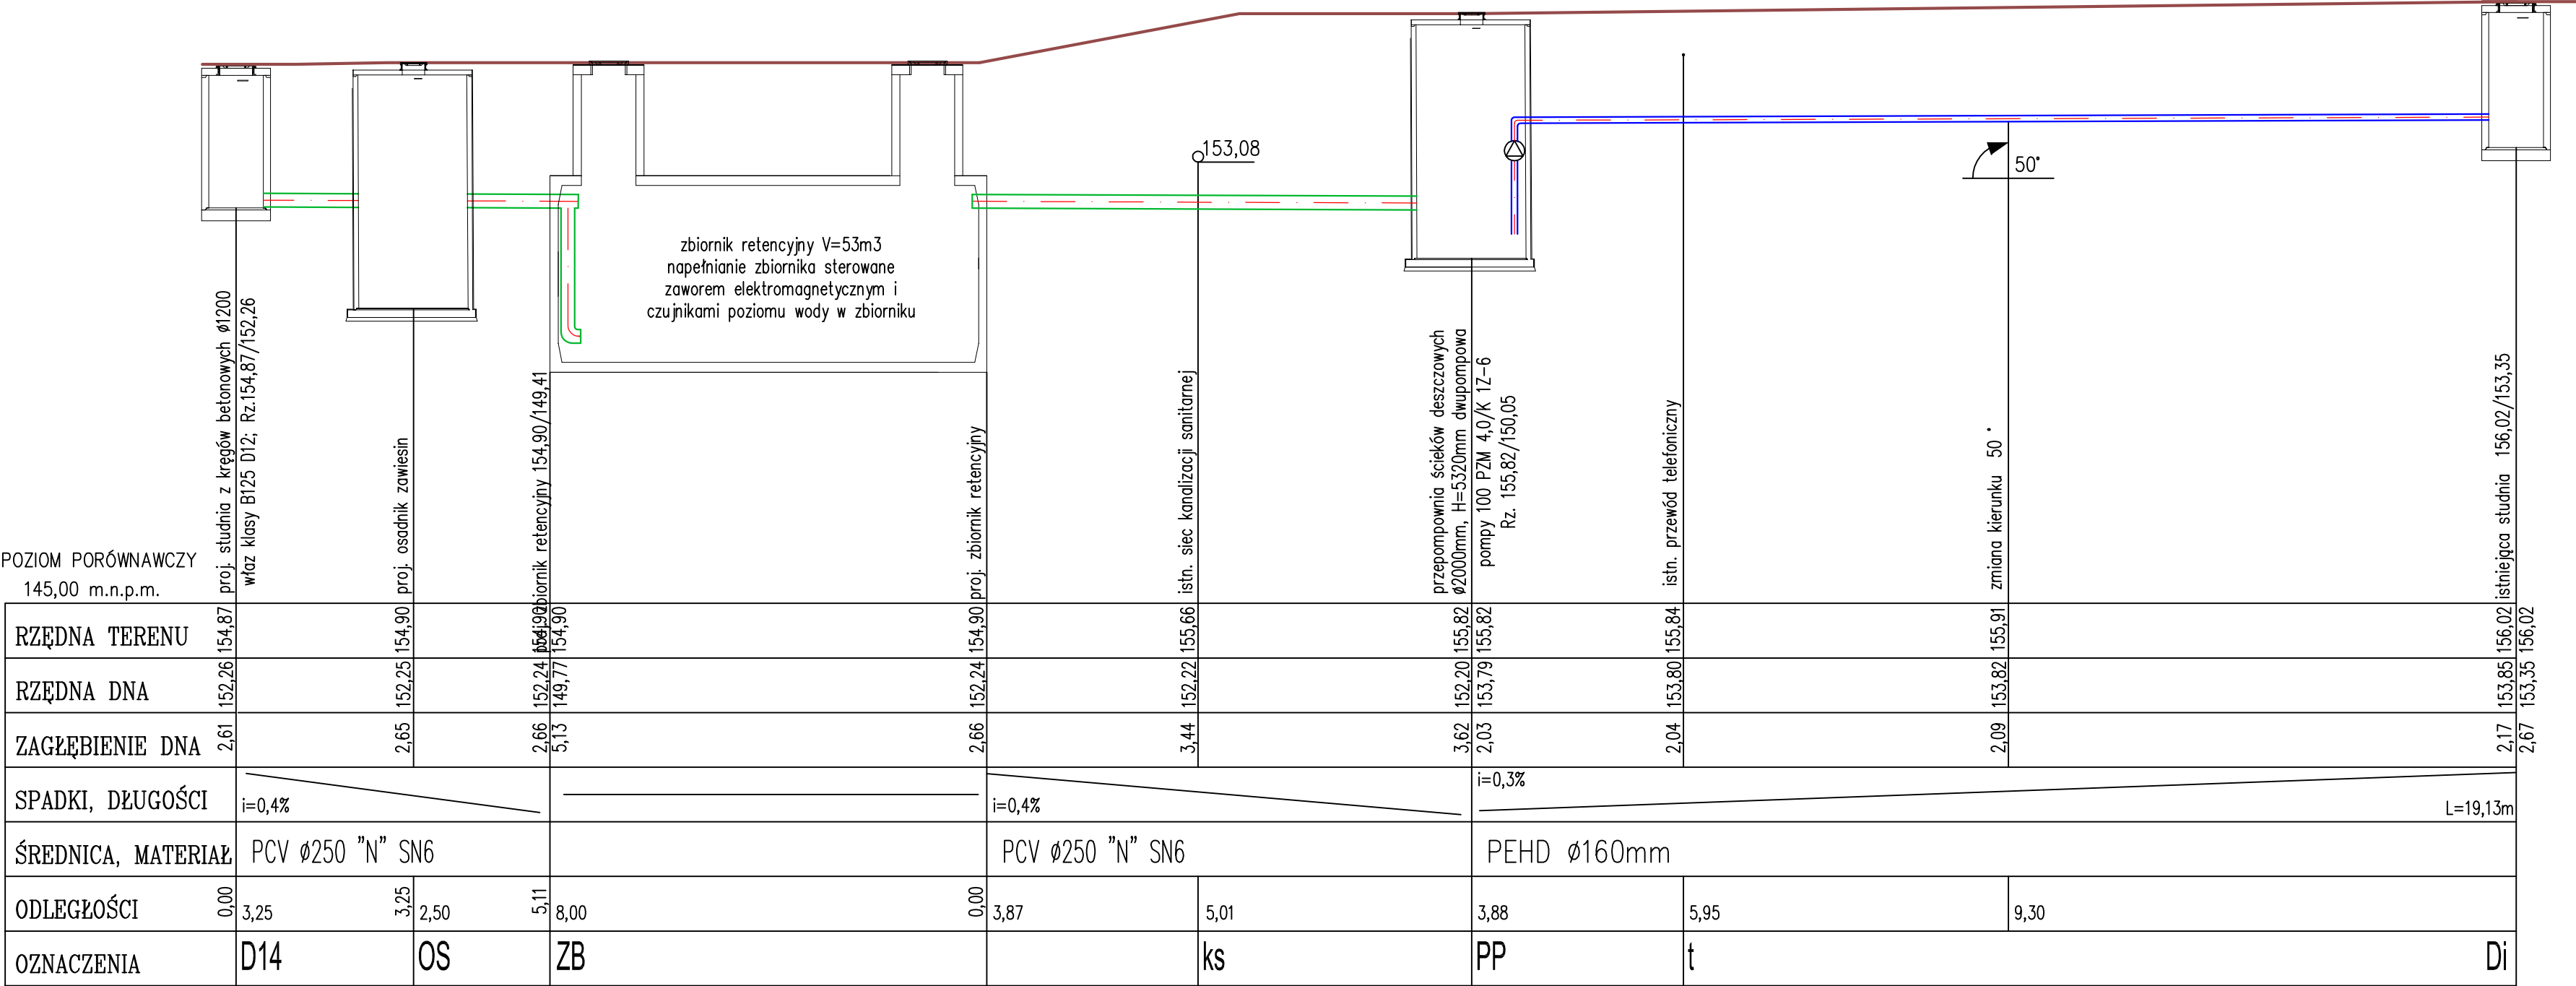 153,08
50°
zbiornik retencyjny V=53m3
napełnianie zbiornika sterowane
zaworem elektromagnetycznym i
czujnikami poziomu wody w zbiorniku
proj. studnia z kręgów betonowych ø1200
właz klasy B125 D12; Rz.154,87/152,26
proj. osadnik zawiesin
proj. zbiornik retencyjny 154,90/149,41
proj. zbiornik retencyjny
istn. siec kanalizacji sanitarnej
przepompownia ścieków deszczowych
ø2000mm, H=5320mm dwupompowa
pompy 100 PZM 4,0/K 1Z-6
Rz. 155,82/150,05
istn. przewód telefoniczny
zmiana kierunku 50 °
istniejąca studnia 156,02/153,35
POZIOM PORÓWNAWCZY
145,00 m.n.p.m.
RZĘDNA TERENU 154,87 154,90 154,90 154,90 154,90 155,66 155,82 155,82 155,84 155,91 156,02 156,02
RZĘDNA DNA 152,26 152,25 152,24 149,77 152,24 152,22 152,20 153,79 153,80 153,82 153,85 153,35
ZAGŁĘBIENIE DNA 2,61 2,65 2,66 5,13 2,66 3,44 3,62 2,03 2,04 2,09 2,17 2,67
SPADKI, DŁUGOŚCI i=0,4% i=0,4% i=0,3% L=19,13m
ŚREDNICA, MATERIAŁ PCV ø250 "N" SN6 PCV ø250 "N" SN6 PEHD ø160mm
ODLEGŁOŚCI 0,00 3,25 3,25 2,50 5,11 8,00 0,00 3,87 5,01 3,88 5,95 9,30
OZNACZENIA D14 OS ZB ks PP t Di